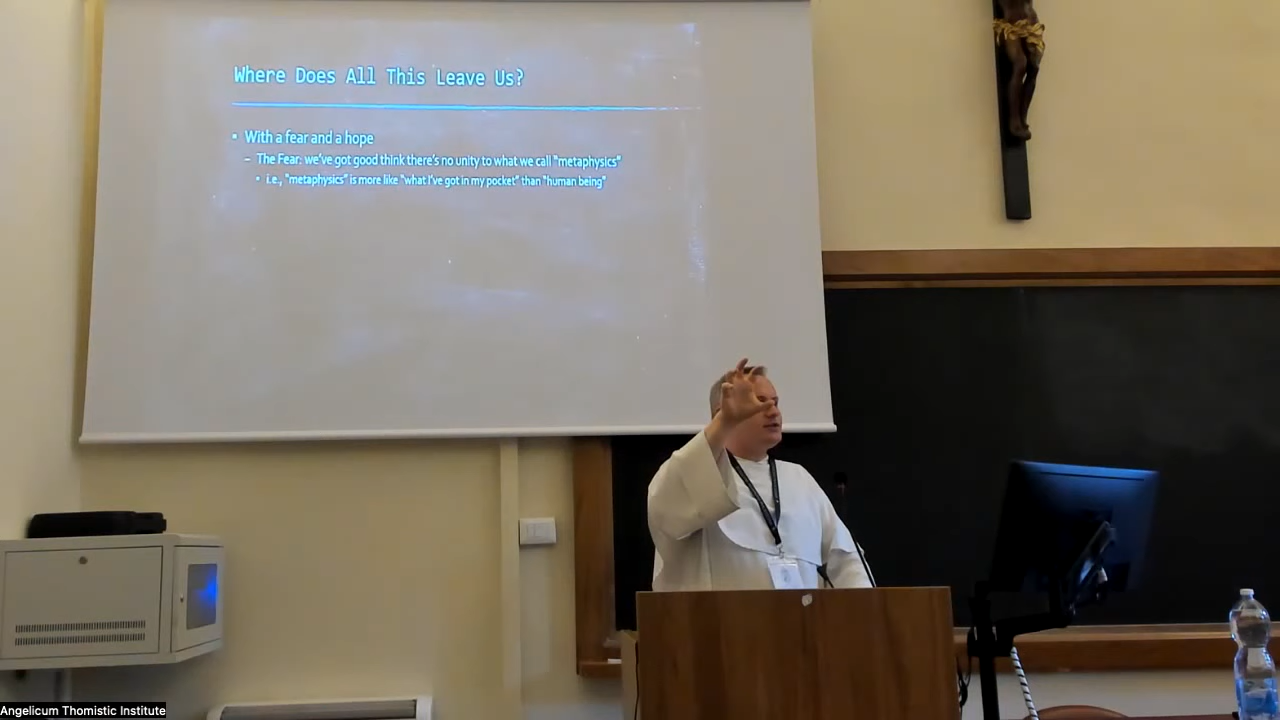 Where Does All This Leave Us?
▪ With a fear and a hope
– The Fear: we've got good think there's no unity to what we call "metaphysics"
▪ i.e., "metaphysics" is more like "what I've got in my pocket" than "human being"
Angelicum Thomistic Institute